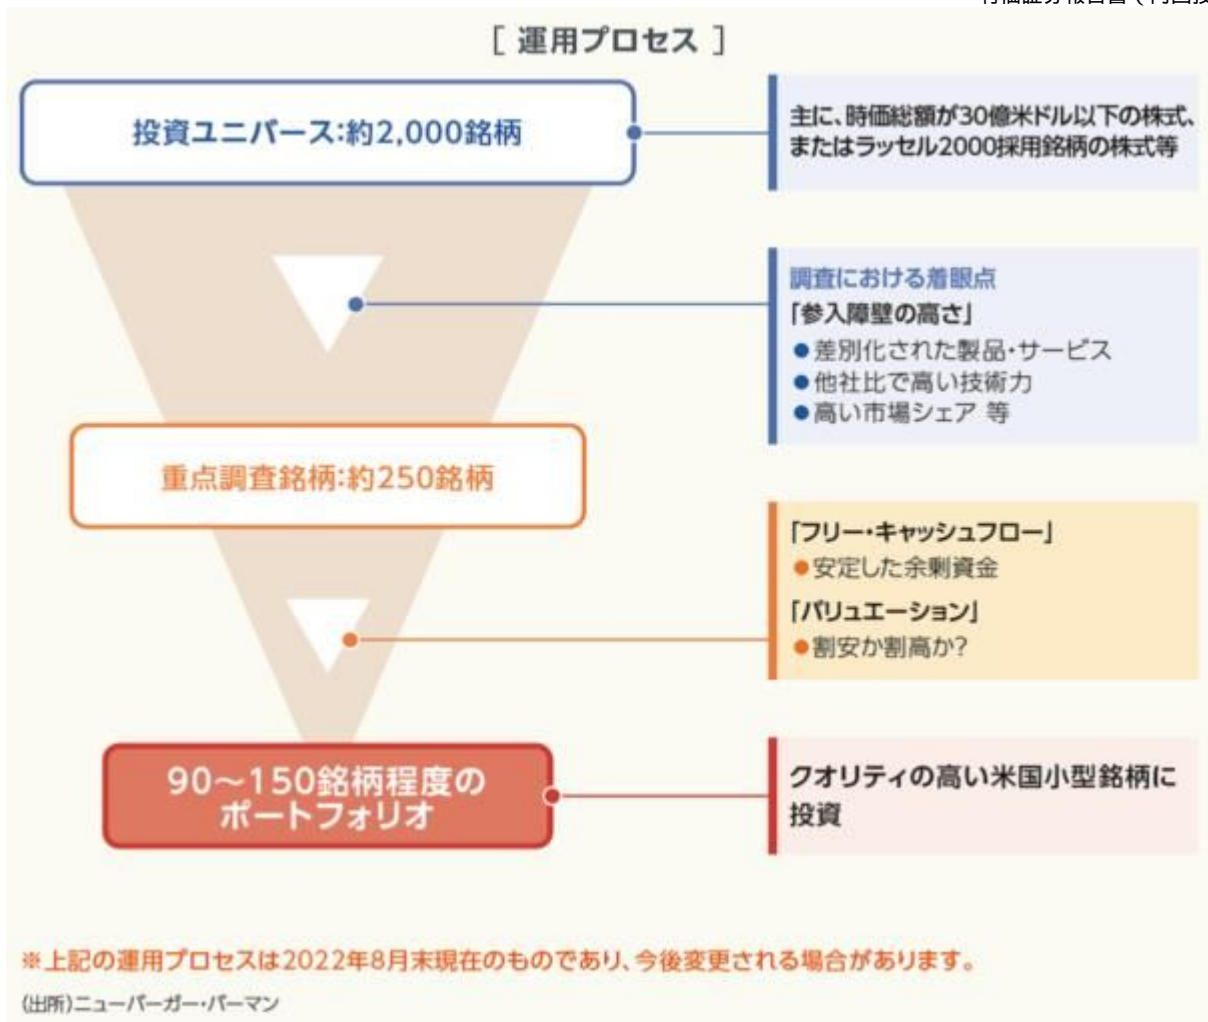 [ 運用プロセス ]
投資ユニバース:約2,000銘柄
主に、時価総額が30億米ドル以下の株式、
またはラッセル2000採用銘柄の株式等
調査における着眼点
「参入障壁の高さ」
●差別化された製品・サービス
●他社比で高い技術力
●高い市場シェア 等
重点調査銘柄:約250銘柄
「フリー・キャッシュフロー」
●安定した余剰資金
「バリュエーション」
●割安か割高か?
90〜150銘柄程度の
ポートフォリオ
クオリティの高い米国小型銘柄に
投資
※上記の運用プロセスは2022年8月末現在のものであり、今後変更される場合があります。
(出所)ニューバーガー・バーマン